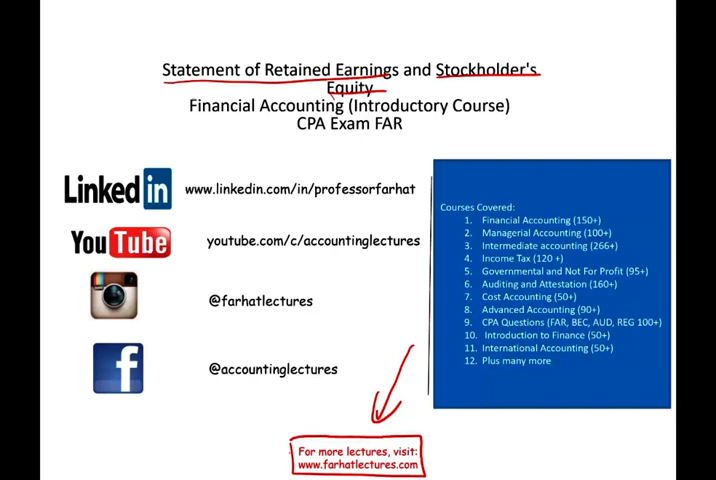 Statement of Retained Earnings and Stockholder's
Equity
Financial Accounting (Introductory Course)
CPA Exam FAR
Linked in
www.linkedin.com/in/professorfarhat
You Tube
youtube.com/c/accountinglectures
@farhatlectures
f
@accountinglectures
Courses Covered:
1. Financial Accounting (150+)
2. Managerial Accounting (100+)
3. Intermediate accounting (266+)
4. Income Tax (120 +)
5. Governmental and Not For Profit (95+)
6. Auditing and Attestation (160+)
7. Cost Accounting (50+)
8. Advanced Accounting (90+)
9. CPA Questions (FAR, BEC, AUD, REG 100+)
10. Introduction to Finance (50+)
11. International Accounting (50+)
12. Plus many more
For more lectures, visit:
www.farhatlectures.com